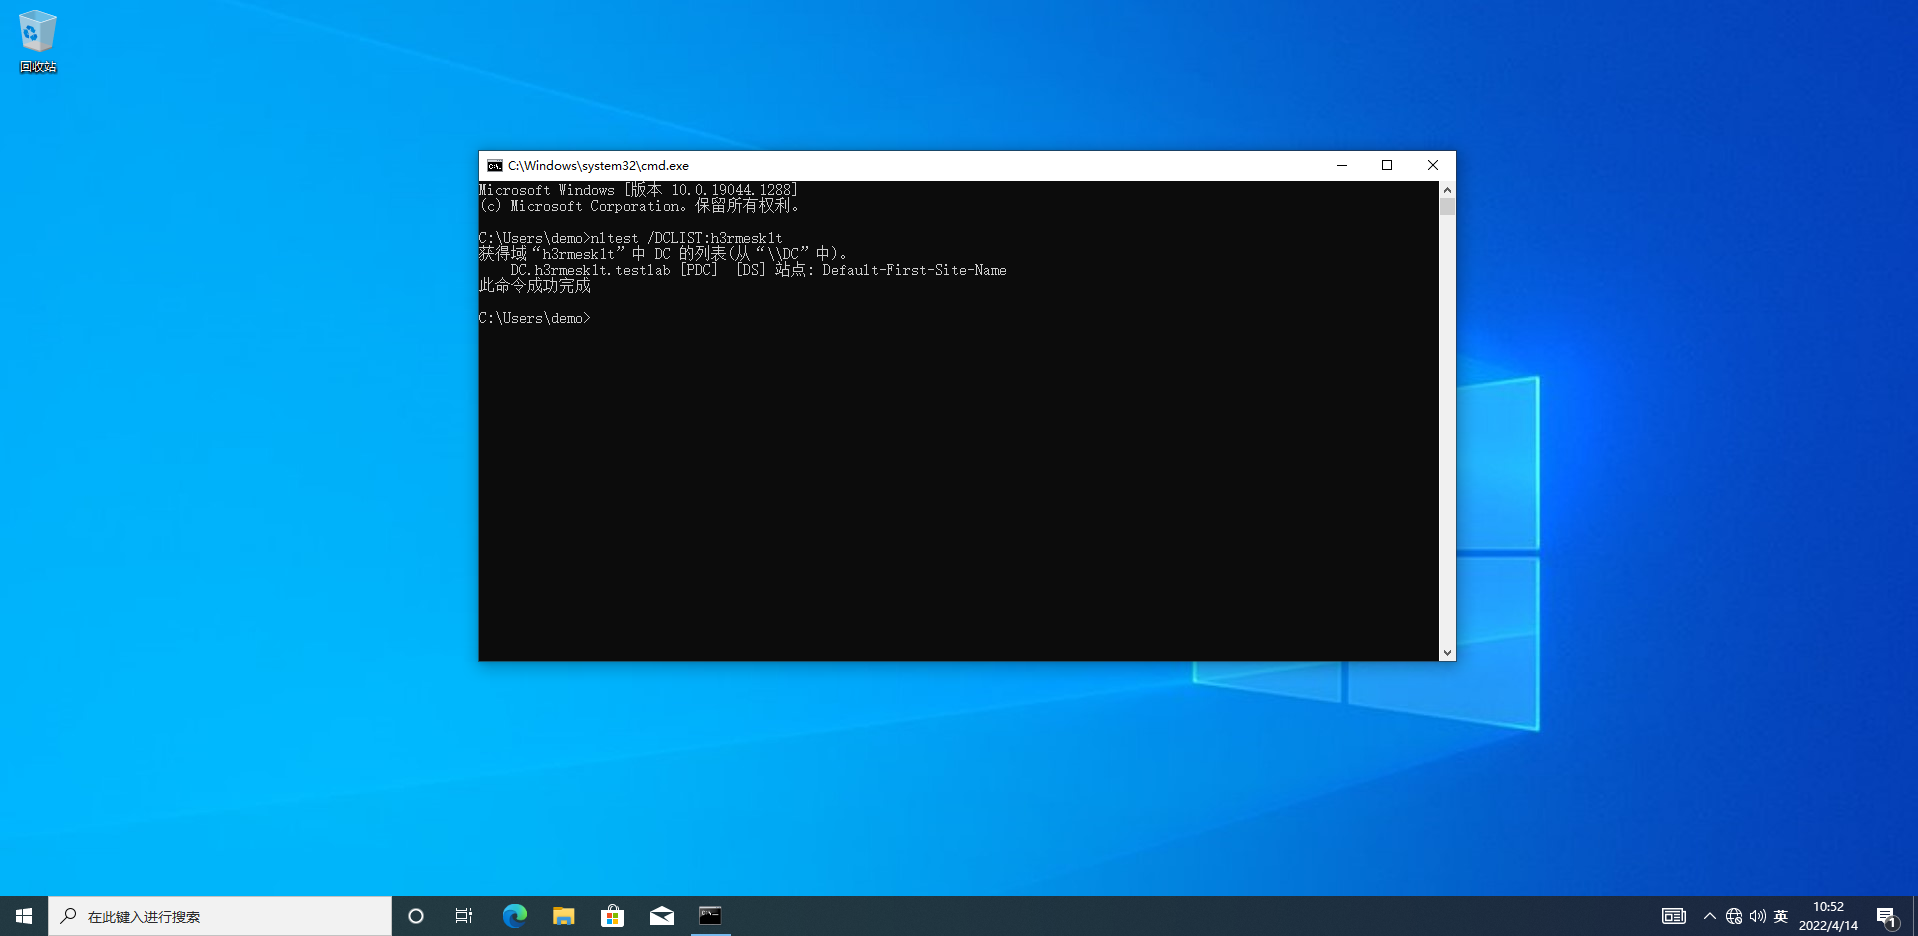 回收站
C:\Windows\system32\cmd.exe
Microsoft Windows [版本 10.0.19044.1288]
(c) Microsoft Corporation。保留所有权利。
C:\Users\demo>nltest /DCLIST:h3rmesk1t
获得域“h3rmesk1t”中 DC 的列表(从“\\DC”中)。
DC.h3rmesk1t.testlab [PDC]  [DS] 站点: Default-First-Site-Name
此命令成功完成
C:\Users\demo>
在此键入进行搜索
英
10:52
2022/4/14
1